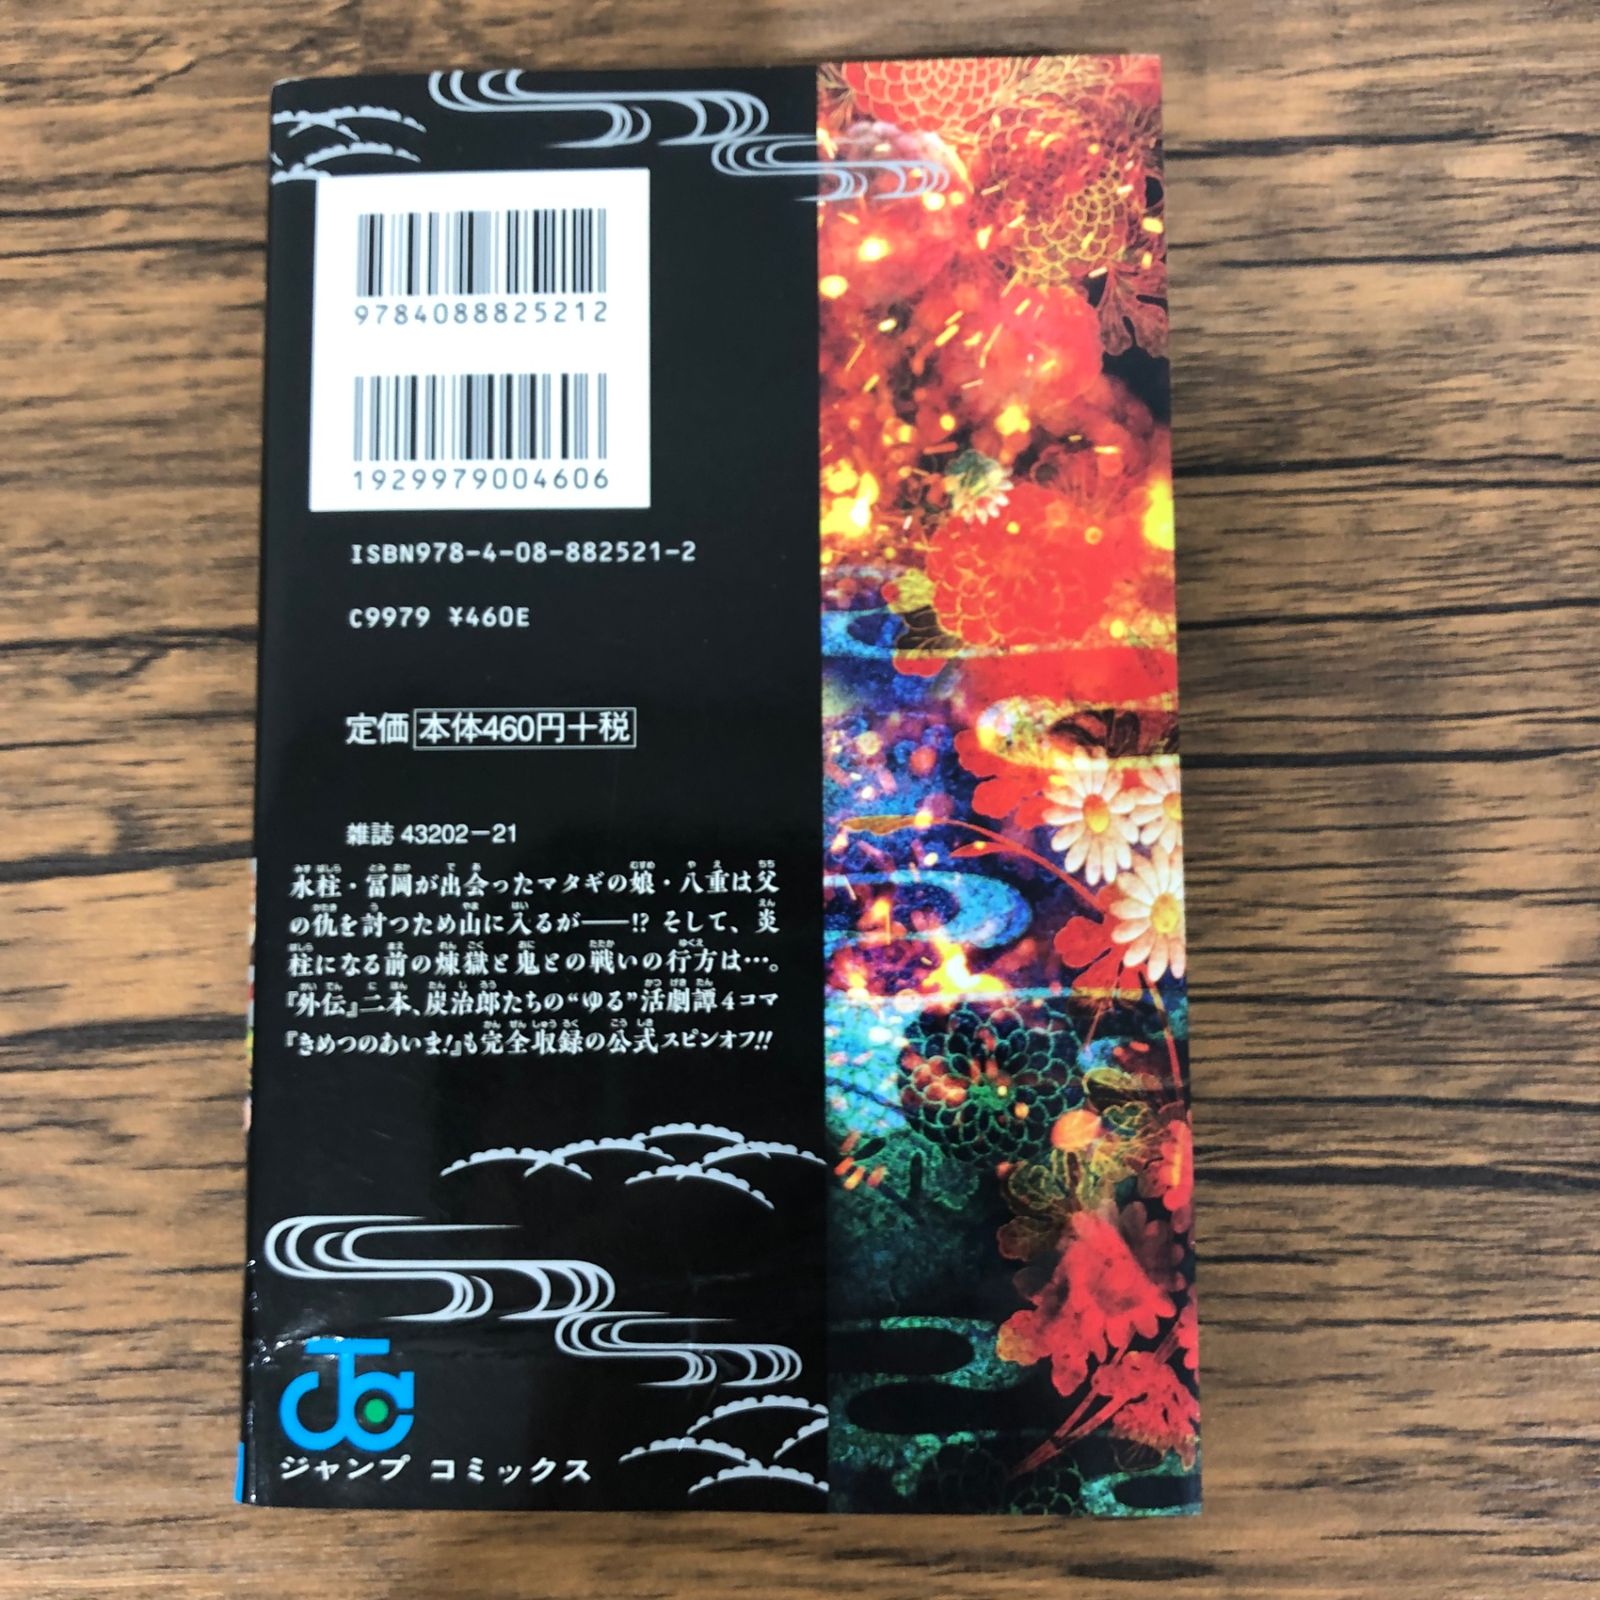 9784088825212
1929979004606
ISBN978-4-08-882521-2
C9979 ¥460E
定価 本体460円+税
雑誌 43202-21
水柱・冨岡が出会ったマタギの娘・八重は父
の仇を討つため山に入るが――!? そして、炎
柱になる前の煉獄と鬼との戦いの行方は…。
『外伝』二本、炭治郎たちの“ゆる”活劇譚4コマ
『きめつのあいま!』も完全収録の公式スピンオフ!!
JC
ジャンプ コミックス